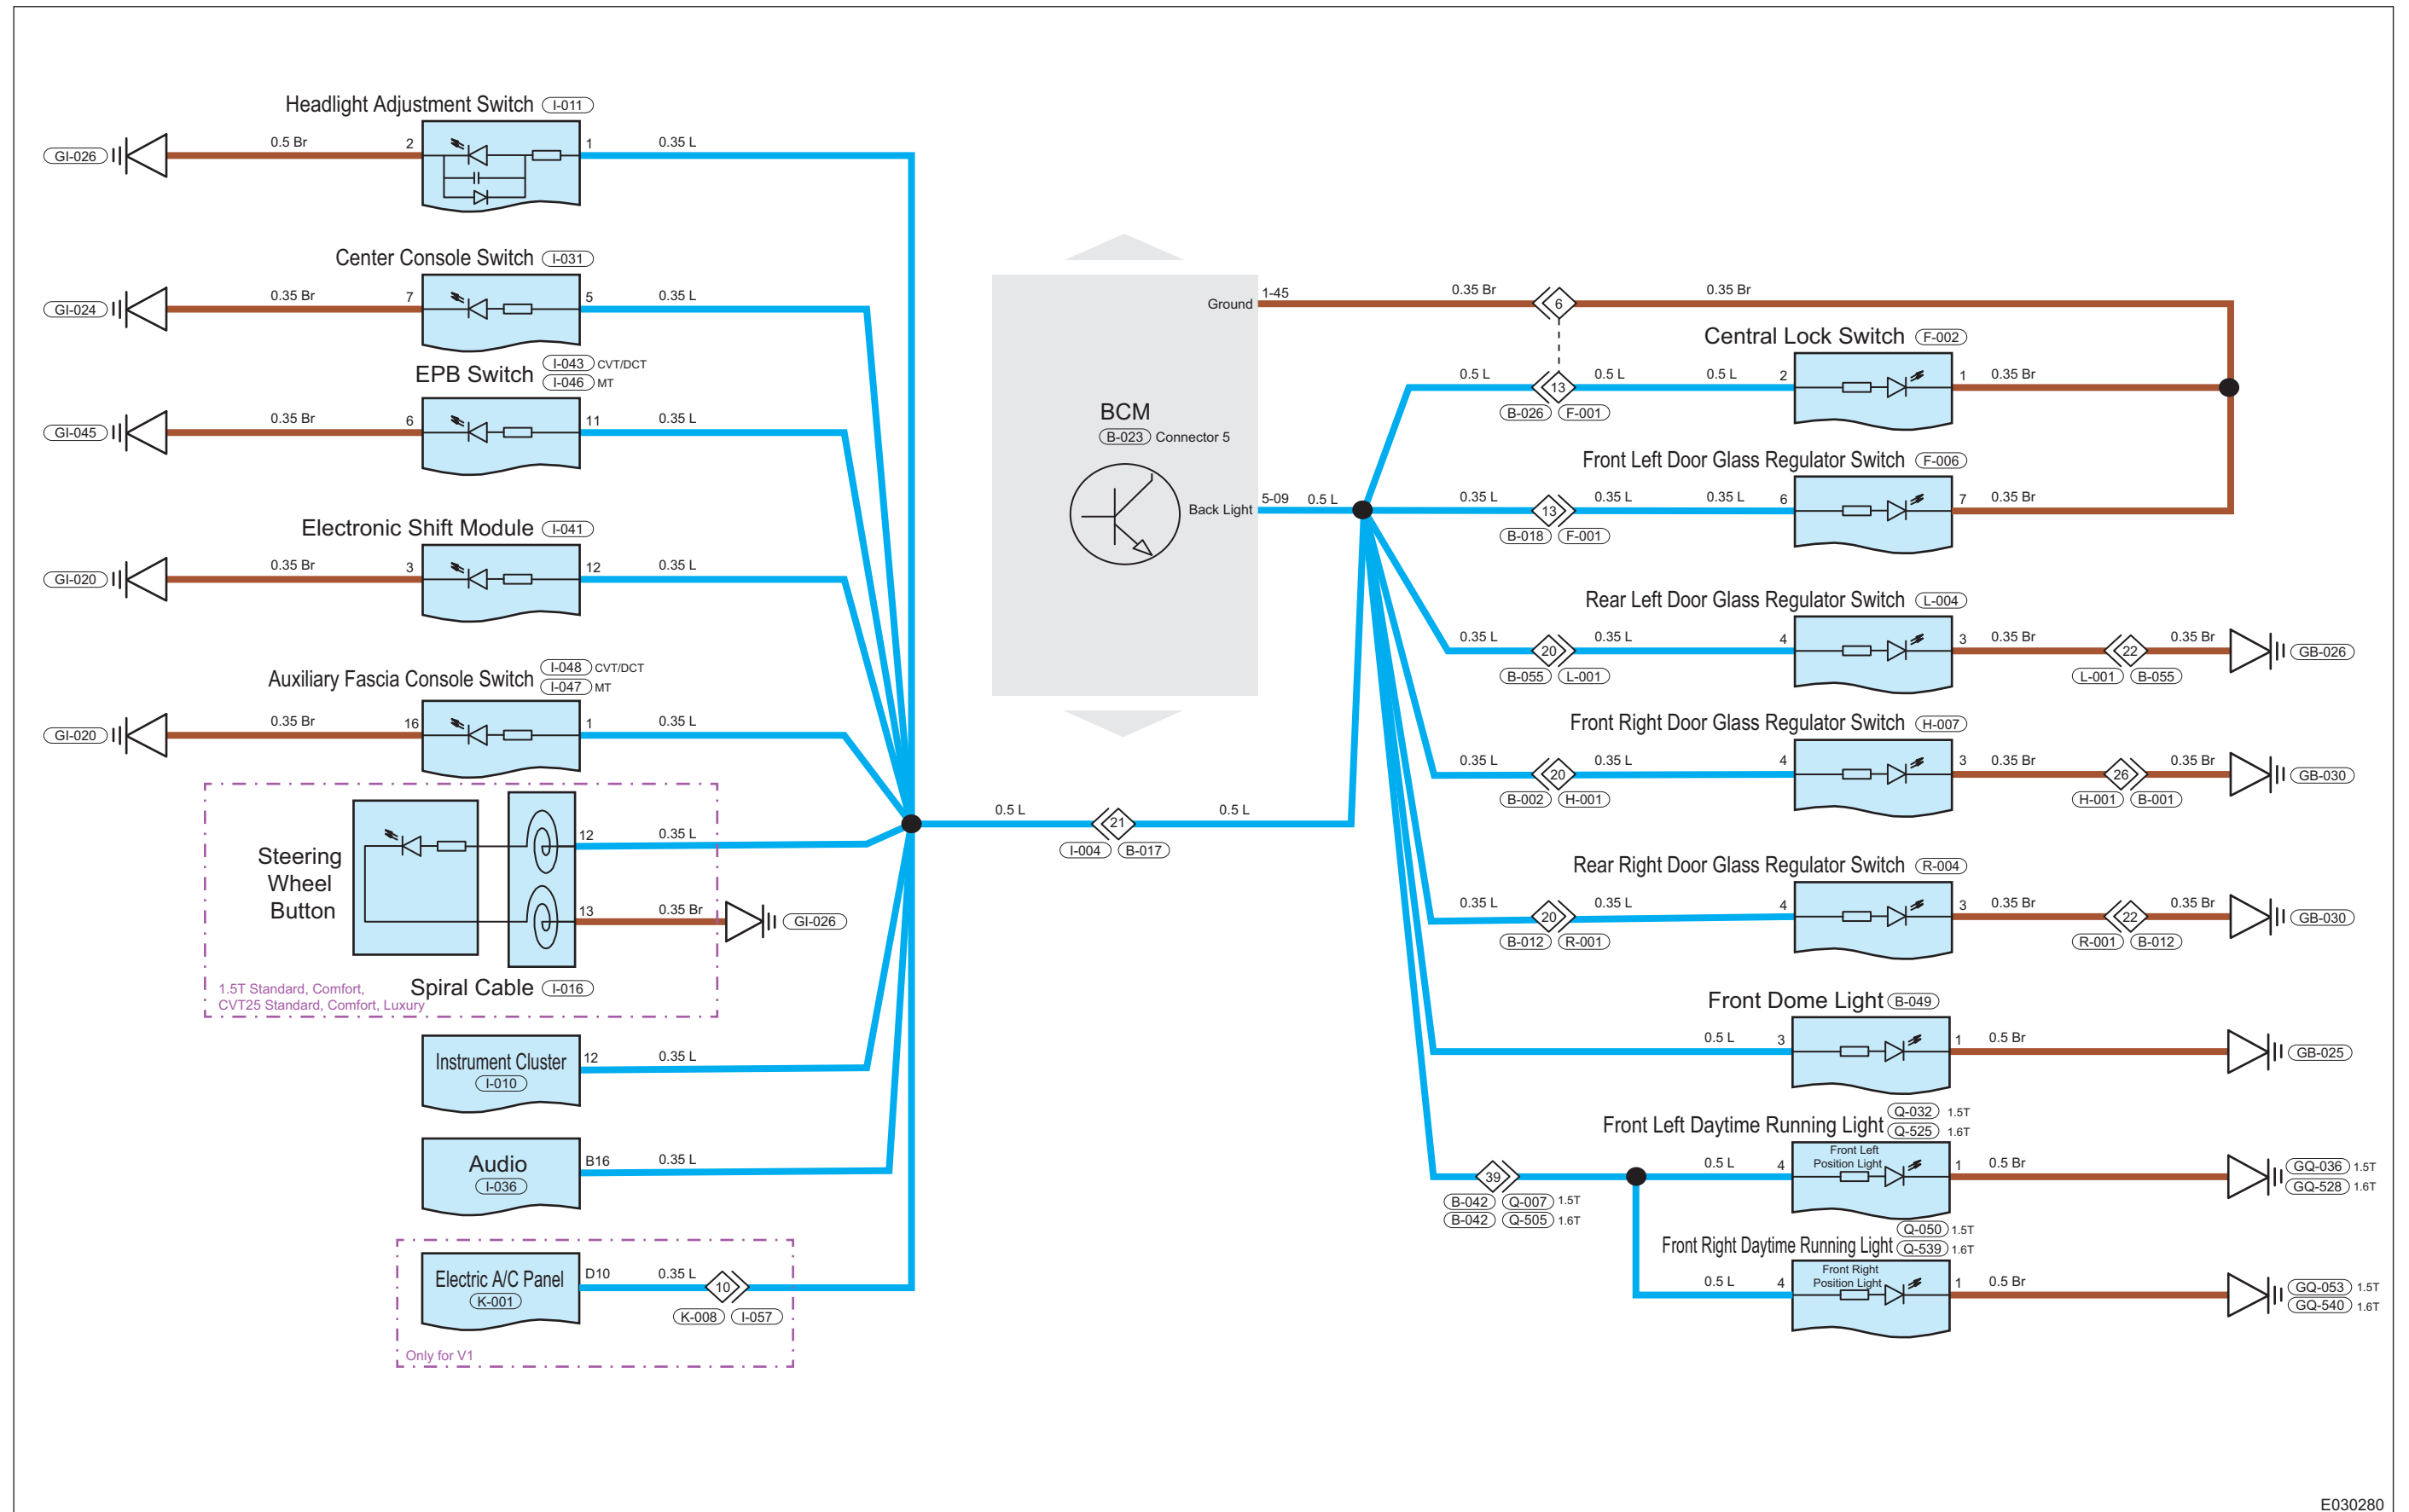 Headlight Adjustment Switch I-011
GI-026
0.5 Br
2
1
0.35 L
Center Console Switch I-031
GI-024
0.35 Br
7
5
0.35 L
EPB Switch
I-043 CVT/DCT
I-046 MT
GI-045
0.35 Br
6
11
0.35 L
Electronic Shift Module I-041
GI-020
0.35 Br
3
12
0.35 L
Auxiliary Fascia Console Switch
I-048 CVT/DCT
I-047 MT
GI-020
0.35 Br
16
1
0.35 L
Steering
Wheel
Button
12
0.35 L
13
0.35 Br
GI-026
Spiral Cable I-016
1.5T Standard, Comfort,
CVT25 Standard, Comfort, Luxury
Instrument Cluster
I-010
12
0.35 L
Audio
I-036
B16
0.35 L
Electric A/C Panel
K-001
D10
0.35 L
10
K-008 I-057
Only for V1
0.5 L
21
0.5 L
I-004 B-017
BCM
B-023 Connector 5
Ground
1-45
0.35 Br
6
0.35 Br
Back Light
5-09
0.5 L
Central Lock Switch F-002
0.5 L
13
0.5 L
0.5 L
2
1
0.35 Br
B-026 F-001
Front Left Door Glass Regulator Switch F-006
0.35 L
13
0.35 L
0.35 L
6
7
0.35 Br
B-018 F-001
Rear Left Door Glass Regulator Switch L-004
0.35 L
20
0.35 L
4
3
0.35 Br
22
0.35 Br
GB-026
B-055 L-001
L-001 B-055
Front Right Door Glass Regulator Switch H-007
0.35 L
20
0.35 L
4
3
0.35 Br
26
0.35 Br
GB-030
B-002 H-001
H-001 B-001
Rear Right Door Glass Regulator Switch R-004
0.35 L
20
0.35 L
4
3
0.35 Br
22
0.35 Br
GB-030
B-012 R-001
R-001 B-012
Front Dome Light B-049
0.5 L
3
1
0.5 Br
GB-025
Front Left Daytime Running Light
Q-032 1.5T
Q-525 1.6T
Front Left
Position Light
39
0.5 L
4
1
0.5 Br
GQ-036 1.5T
GQ-528 1.6T
B-042 Q-007 1.5T
B-042 Q-505 1.6T
Front Right Daytime Running Light
Q-050 1.5T
Q-539 1.6T
Front Right
Position Light
0.5 L
4
1
0.5 Br
GQ-053 1.5T
GQ-540 1.6T
E030280